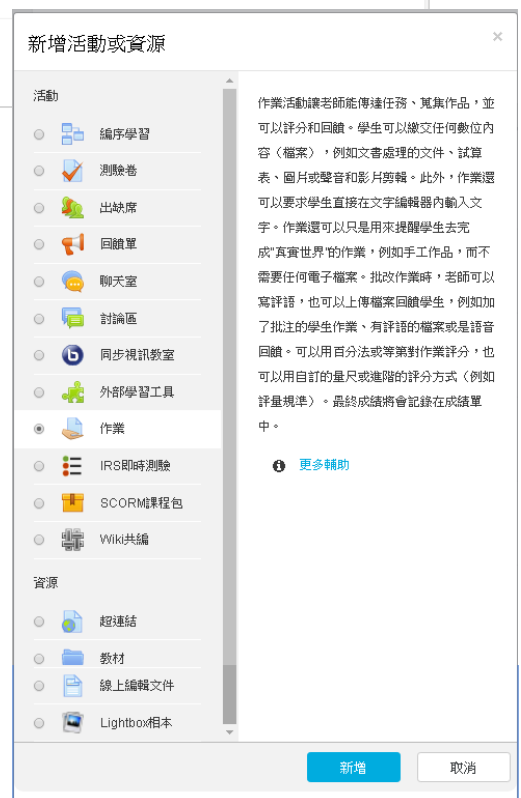 新增活動或資源
×
活動
編序學習
測驗卷
出缺席
回饋單
聊天室
討論區
同步視訊教室
外部學習工具
作業
IRS即時測驗
SCORM課程包
Wiki共編
資源
超連結
教材
線上編輯文件
Lightbox相本
作業活動讓老師能傳達任務、蒐集作品，並
可以評分和回饋。學生可以繳交任何數位內
容（檔案），例如文書處理的文件、試算
表、圖片或聲音和影片剪輯。此外，作業還
可以要求學生直接在文字編輯器內輸入文
字。作業還可以只是用來提醒學生去完
成"真實世界"的作業，例如手工作品，而不
需要任何電子檔案。批改作業時，老師可以
寫評語，也可以上傳檔案回饋學生，例如加
了批注的學生作業、有評語的檔案或是語音
回饋。可以用百分法或等第對作業評分，也
可以用自訂的量尺或進階的評分方式（例如
評量規準）。最終成績將會記錄在成績單
中。
更多輔助
新增
取消